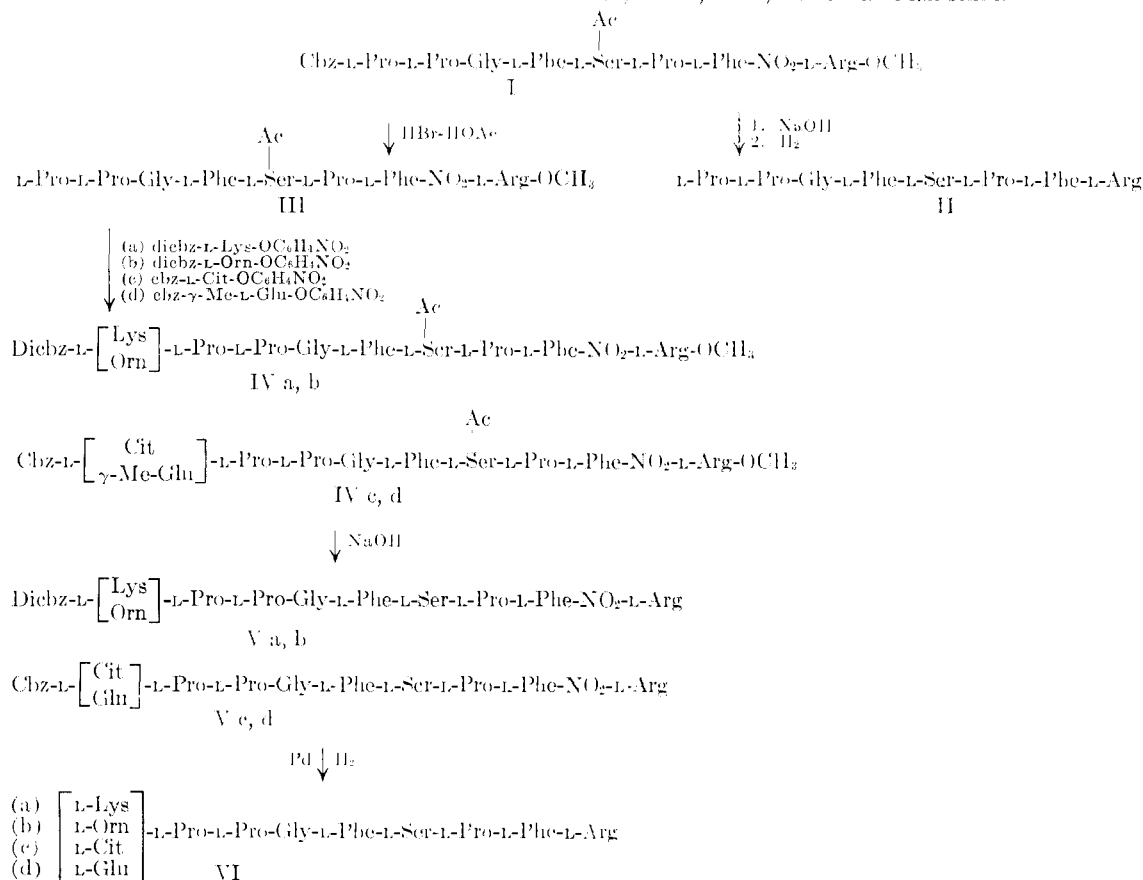 Ac
Cbz-L-Pro-L-Pro-Gly-L-Phe-L-Ser-L-Pro-L-Phe-NO₂-L-Arg-OCH₃
I
HBr-HOAc
1. NaOH
2. H₂
Ac
L-Pro-L-Pro-Gly-L-Phe-L-Ser-L-Pro-L-Phe-NO₂-L-Arg-OCH₃
III
L-Pro-L-Pro-Gly-L-Phe-L-Ser-L-Pro-L-Phe-L-Arg
II
(a) dicbz-L-Lys-OC₆H₄NO₂
(b) dicbz-L-Orn-OC₆H₄NO₂
(c) cbz-L-Cit-OC₆H₄NO₂
(d) cbz-γ-Me-L-Glu-OC₆H₄NO₂
Ac
Dicbz-L-[Lys
Orn]-L-Pro-L-Pro-Gly-L-Phe-L-Ser-L-Pro-L-Phe-NO₂-L-Arg-OCH₃
IV a, b
Ac
Cbz-L-[Cit
γ-Me-Glu]-L-Pro-L-Pro-Gly-L-Phe-L-Ser-L-Pro-L-Phe-NO₂-L-Arg-OCH₃
IV c, d
NaOH
Dicbz-L-[Lys
Orn]-L-Pro-L-Pro-Gly-L-Phe-L-Ser-L-Pro-L-Phe-NO₂-L-Arg
V a, b
Cbz-L-[Cit
Glu]-L-Pro-L-Pro-Gly-L-Phe-L-Ser-L-Pro-L-Phe-NO₂-L-Arg
V c, d
Pd H₂
(a) L-Lys
(b) L-Orn
(c) L-Cit
(d) L-Glu
-L-Pro-L-Pro-Gly-L-Phe-L-Ser-L-Pro-L-Phe-L-Arg
VI